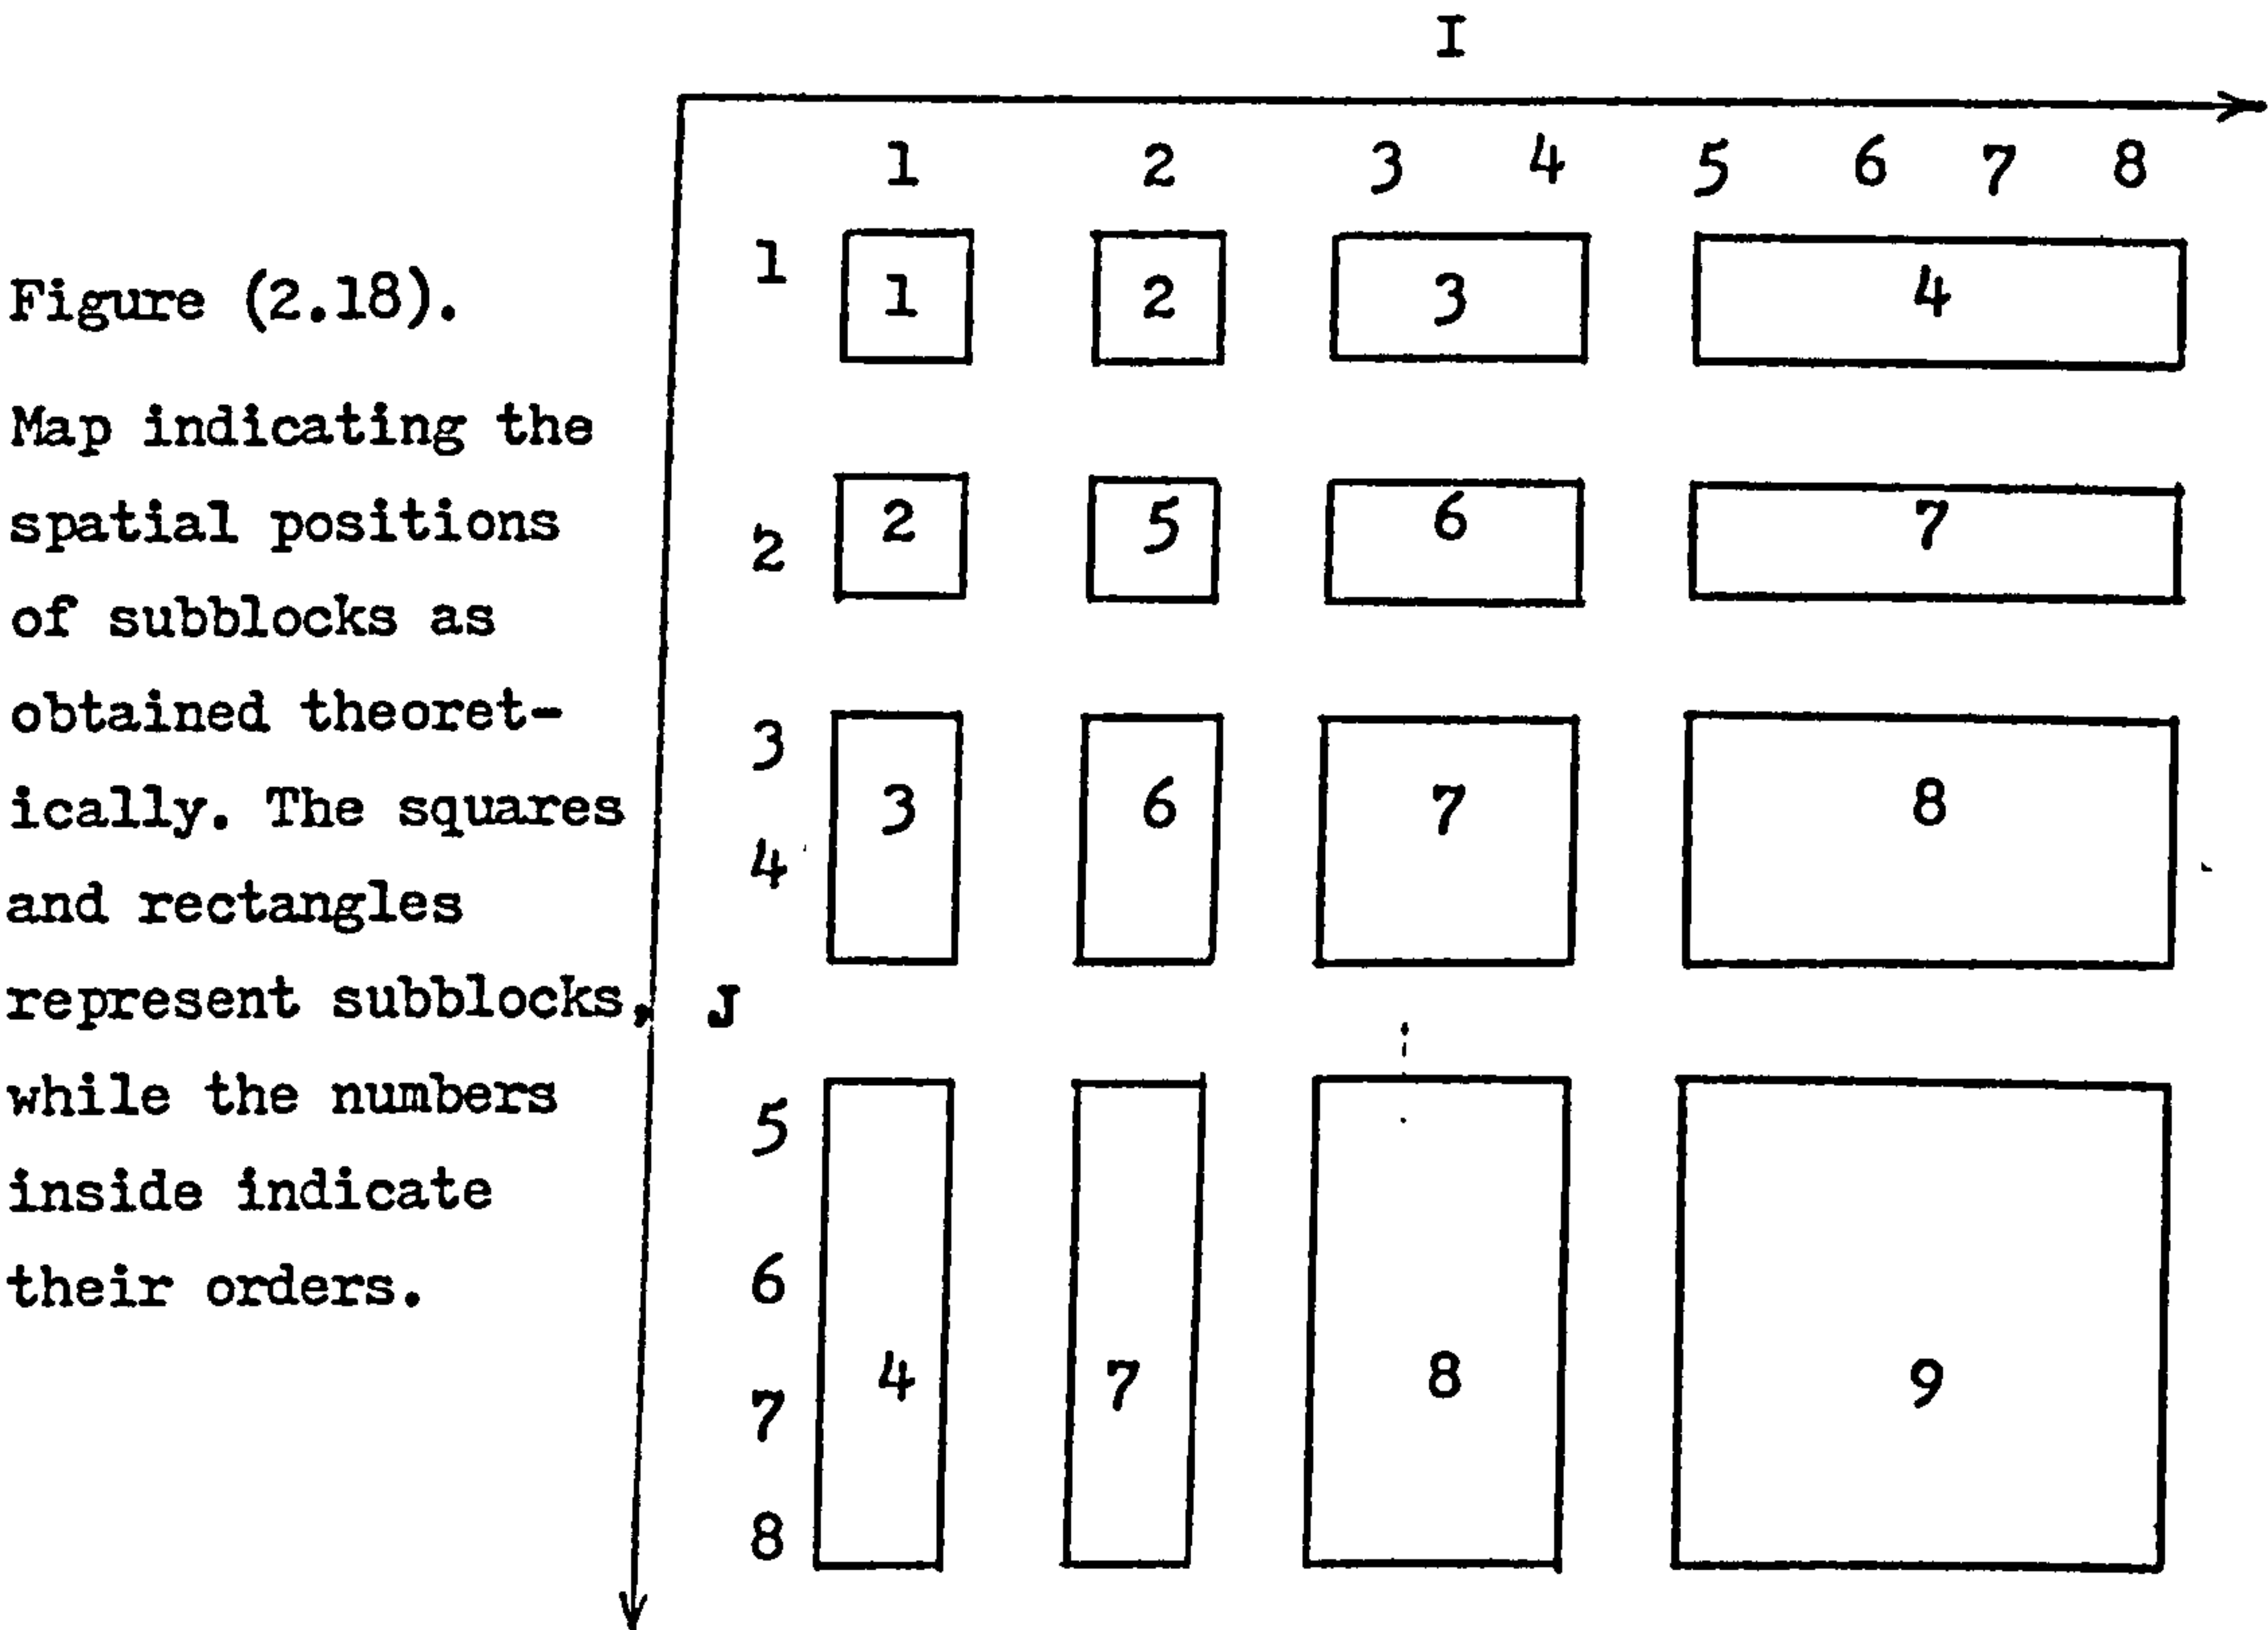 I
1 2 3 4 5 6 7 8
Figure (2.18).
Map indicating the
spatial positions
of subblocks as
obtained theoret-
ically. The squares
and rectangles
represent subblocks,
while the numbers
inside indicate
their orders.
1 1 2 3 4
2 2 5 6 7
3
3 6 7 8
4
J
5
6
4 7 8 9
7
8